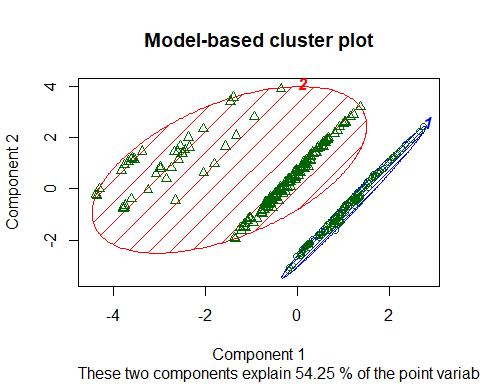 Model-based cluster plot
2
4
2
0
-2
Component 2
-4
-2
0
2
Component 1
These two components explain 54.25 % of the point variab